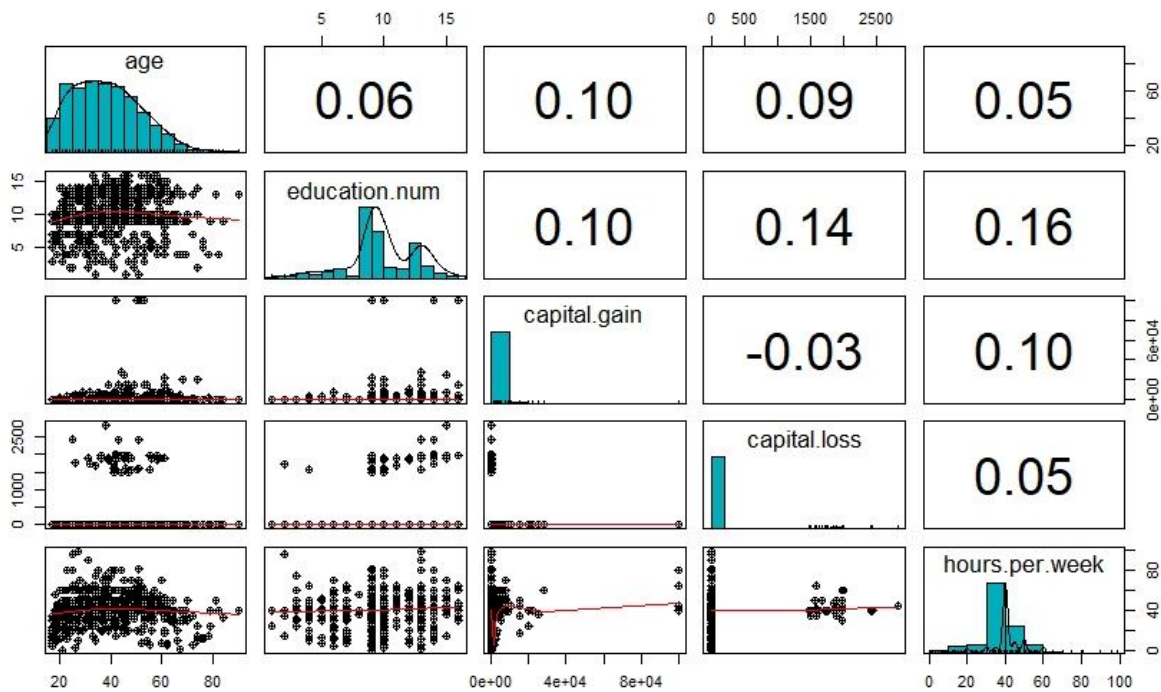 5 10 15 0 500 1500 2500
age
0.06 0.10 0.09 0.05
20 60
5 10 15
education.num
0.10 0.14 0.16
capital.gain
-0.03 0.10
0e+00 6e+04
0 1000 2500
capital.loss
0.05
hours.per.week
0 40 80
20 40 60 80 0e+00 4e+04 8e+04 0 20 40 60 80 100